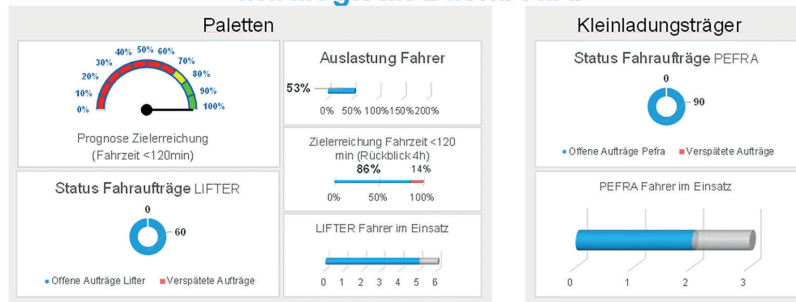 Paletten
40% 50% 60%
30% 70%
20% 80%
10% 90%
0% 100%
Prognose Zielerreichung
(Fahrzeit <120min)
Status Fahraufträge LIFTER
0
60
Offene Aufträge Lifter Verspätete Aufträge
Auslastung Fahrer
53%
0% 50% 100% 150% 200%
Zielerreichung Fahrzeit <120
min (Rückblick 4h)
86% 14%
0% 50% 100%
LIFTER Fahrer im Einsatz
0 1 2 3 4 5 6
Kleinladungsträger
Status Fahraufträge PEFRA
0
90
Offene Aufträge Pefra Verspätete Aufträge
PEFRA Fahrer im Einsatz
0 1 2 3